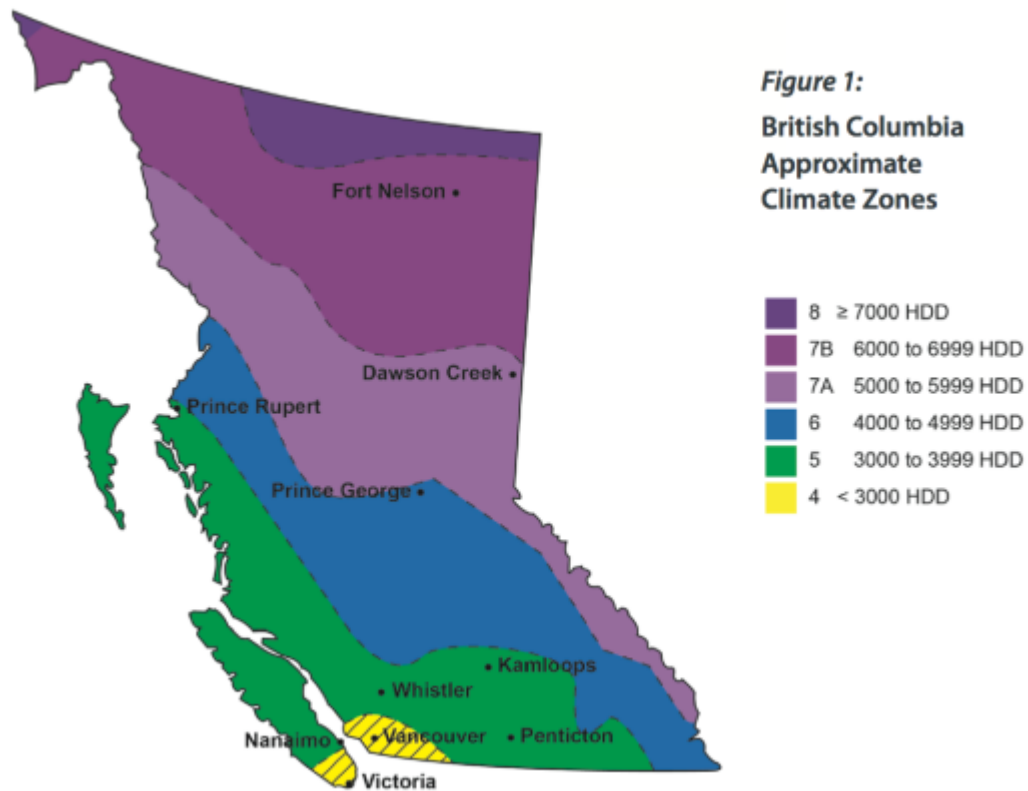 Figure 1:
British Columbia
Approximate
Climate Zones
Fort Nelson
Dawson Creek
Prince Rupert
Prince George
Kamloops
Whistler
Vancouver
Penticton
Nanaimo
Victoria
8 ≥ 7000 HDD
7B 6000 to 6999 HDD
7A 5000 to 5999 HDD
6 4000 to 4999 HDD
5 3000 to 3999 HDD
4 < 3000 HDD